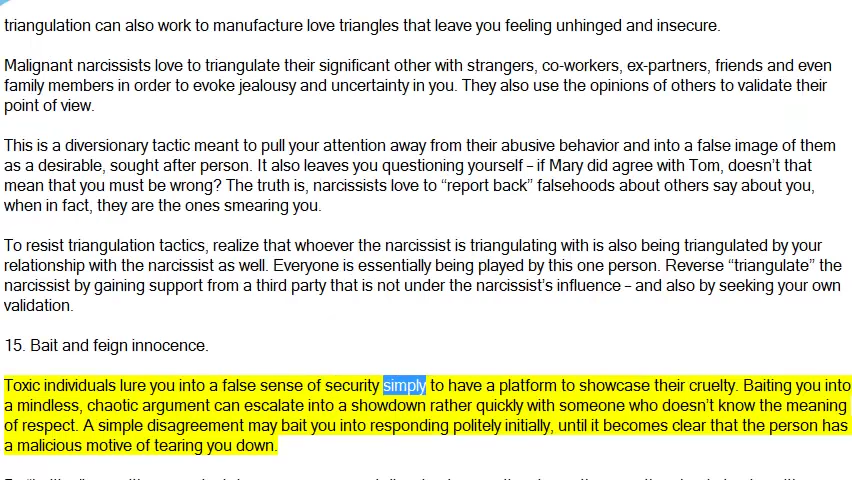 triangulation can also work to manufacture love triangles that leave you feeling unhinged and insecure.
Malignant narcissists love to triangulate their significant other with strangers, co-workers, ex-partners, friends and even
family members in order to evoke jealousy and uncertainty in you. They also use the opinions of others to validate their
point of view.
This is a diversionary tactic meant to pull your attention away from their abusive behavior and into a false image of them
as a desirable, sought after person. It also leaves you questioning yourself – if Mary did agree with Tom, doesn’t that
mean that you must be wrong? The truth is, narcissists love to “report back” falsehoods about others say about you,
when in fact, they are the ones smearing you.
To resist triangulation tactics, realize that whoever the narcissist is triangulating with is also being triangulated by your
relationship with the narcissist as well. Everyone is essentially being played by this one person. Reverse “triangulate” the
narcissist by gaining support from a third party that is not under the narcissist’s influence – and also by seeking your own
validation.
15. Bait and feign innocence.
Toxic individuals lure you into a false sense of security simply to have a platform to showcase their cruelty. Baiting you into
a mindless, chaotic argument can escalate into a showdown rather quickly with someone who doesn’t know the meaning
of respect. A simple disagreement may bait you into responding politely initially, until it becomes clear that the person has
a malicious motive of tearing you down.